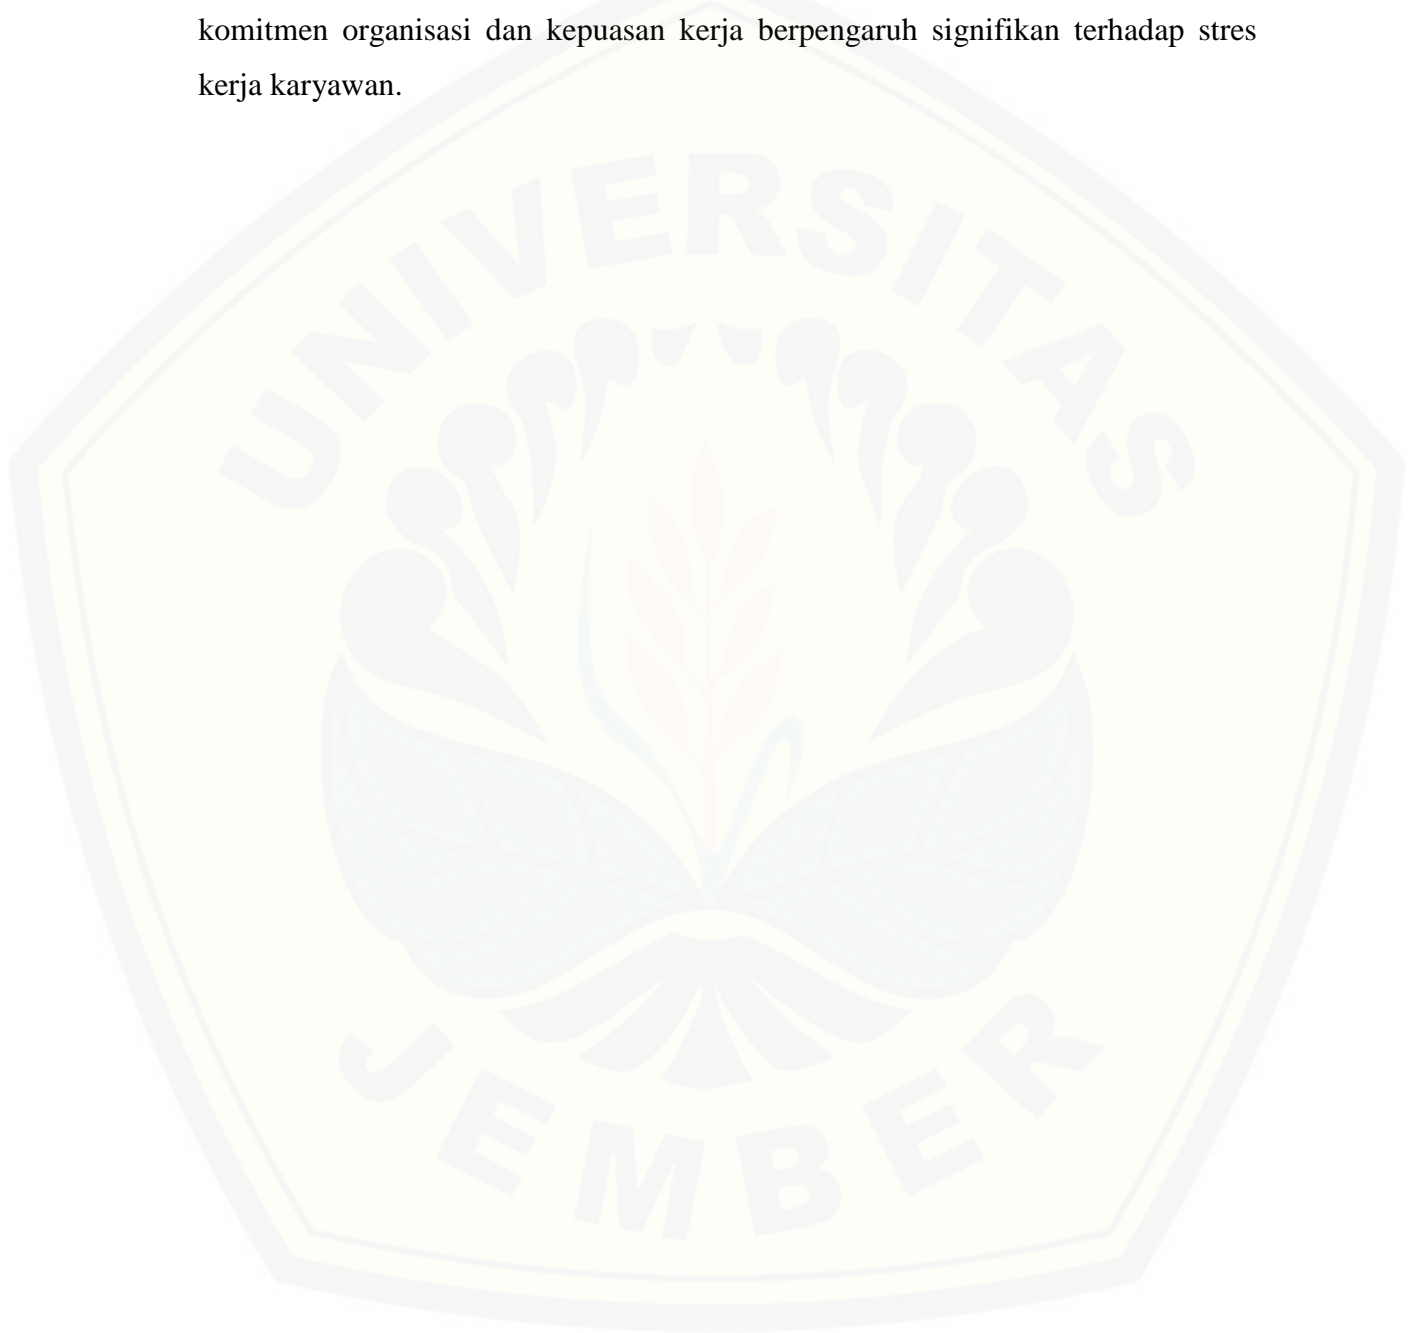 komitmen organisasi dan kepuasan kerja berpengaruh signifikan terhadap stres
kerja karyawan.
UNIVERSITAS
JEMBER